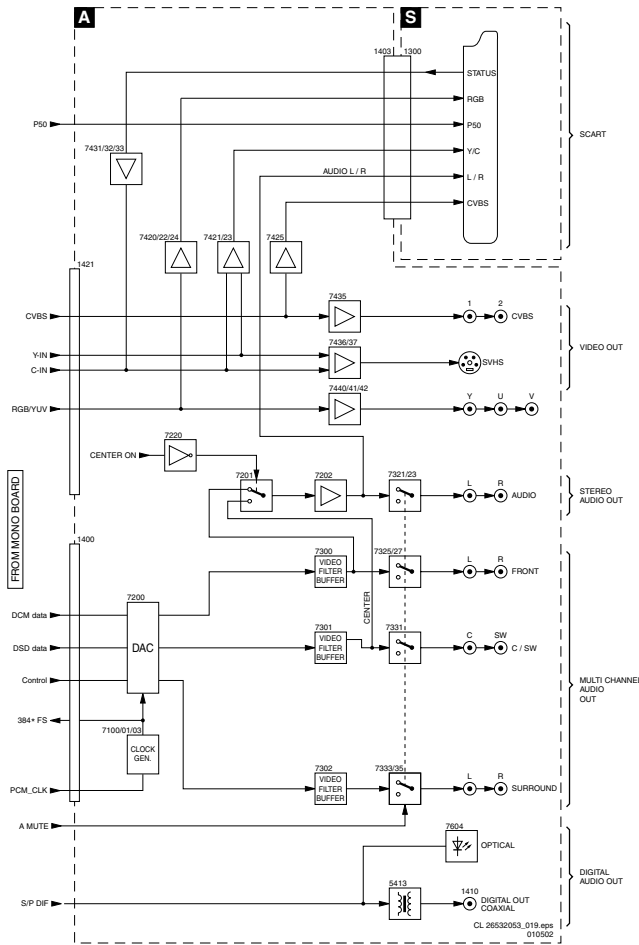 A
S
1403 1300
STATUS
RGB
P50
P50
Y/C
SCART
7431/32/33
AUDIO L / R
L / R
CVBS
7420/22/24
7421/23
7425
1421
7435
1
2
CVBS
CVBS
7436/37
Y-IN
C-IN
SVHS
VIDEO OUT
7440/41/42
Y
U
V
RGB/YUV
7220
CENTER ON
7201
7202
7321/23
L
R
AUDIO
STEREO
AUDIO OUT
FROM MONO BOARD
1400
7300
VIDEO
FILTER
BUFFER
7325/27
L
R
FRONT
CENTER
7200
DCM data
DSD data
DAC
7301
VIDEO
FILTER
BUFFER
7331
C
SW
C / SW
Control
384* FS
7100/01/03
CLOCK
GEN.
MULTI CHANNEL
AUDIO
OUT
PCM_CLK
7302
VIDEO
FILTER
BUFFER
7333/35
L
R
SURROUND
A MUTE
7604
OPTICAL
5413
1410
S/P DIF
DIGITAL OUT
COAXIAL
DIGITAL
AUDIO OUT
CL 26532053_019.eps
010502